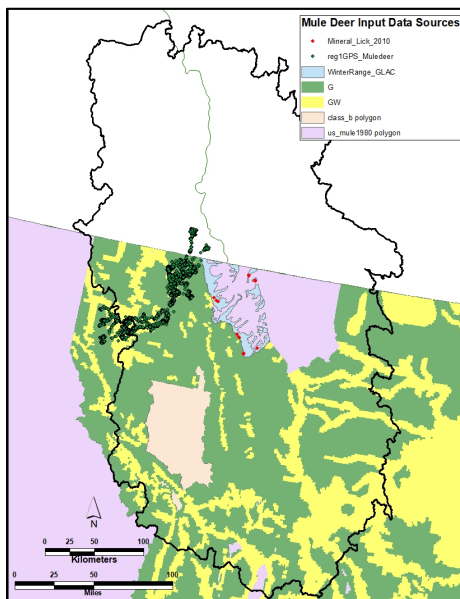 Mule Deer Input Data Sources
Mineral_Lick_2010
reg1GPS_Muledeer
WinterRange_GLAC
G
GW
class_b polygon
us_mule1980 polygon
N
0 25 50 100
Kilometers
0 25 50 100
Miles